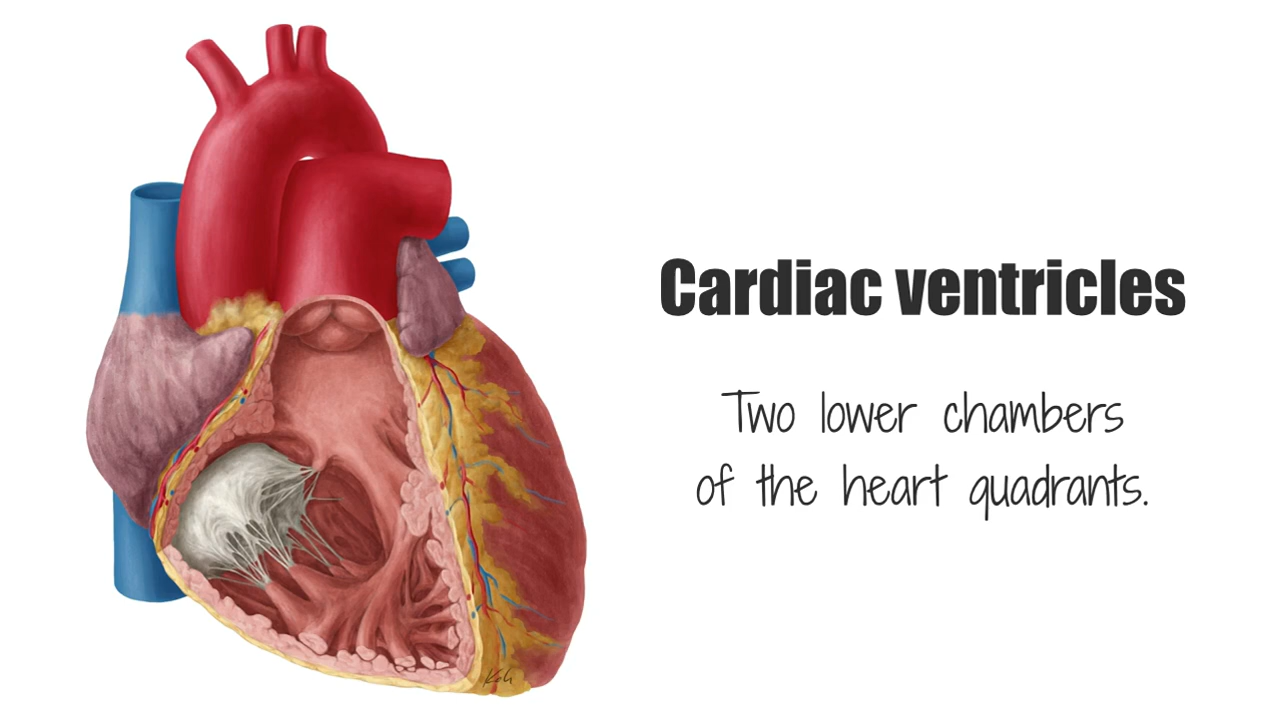 Cardiac ventricles
Two lower chambers
of the heart quadrants.